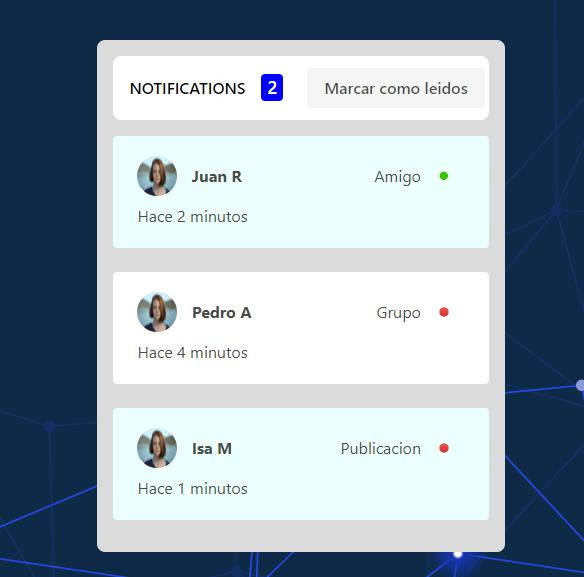 NOTIFICATIONS 2 Marcar como leidos
Juan R Amigo
Hace 2 minutos
Pedro A Grupo
Hace 4 minutos
Isa M Publicacion
Hace 1 minutos